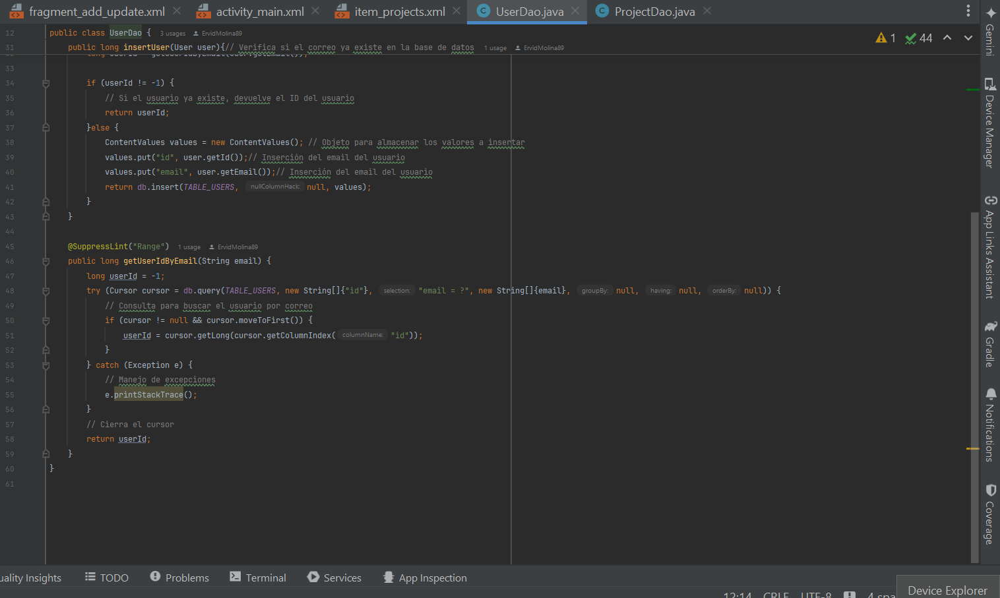 fragment_add_update.xml activity_main.xml item_projects.xml UserDao.java ProjectDao.java
12 public class UserDao { 3 usages ErvidMolina89
31 public long insertUser(User user){// Verifica si el correo ya existe en la base de datos 1 usage ErvidMolina89
1 44
33
34 if (userId != -1) {
35 // Si el usuario ya existe, devuelve el ID del usuario
36 return userId;
37 }else {
38 ContentValues values = new ContentValues(); // Objeto para almacenar los valores a insertar
39 values.put("id", user.getId());// Inserción del email del usuario
40 values.put("email", user.getEmail());// Inserción del email del usuario
41 return db.insert(TABLE_USERS, nullColumnHack: null, values);
42 }
43 }
44
45 @SuppressLint("Range") 1 usage ErvidMolina89
46 public long getUserIdByEmail(String email) {
47 long userId = -1;
48 try (Cursor cursor = db.query(TABLE_USERS, new String[]{"id"}, selection: "email = ?", new String[]{email}, groupBy: null, having: null, orderBy: null)) {
49 // Consulta para buscar el usuario por correo
50 if (cursor != null && cursor.moveToFirst()) {
51 userId = cursor.getLong(cursor.getColumnIndex( columnName: "id"));
52 }
53 } catch (Exception e) {
54 // Manejo de excepciones
55 e.printStackTrace();
56 }
57 // Cierra el cursor
58 return userId;
59 }
60 }
61
Gemini
Device Manager
App Links Assistant
Gradle
Notifications
Coverage
uality Insights TODO Problems Terminal Services App Inspection
12:14 CRLF UTF-8 4 spa
Device Explorer